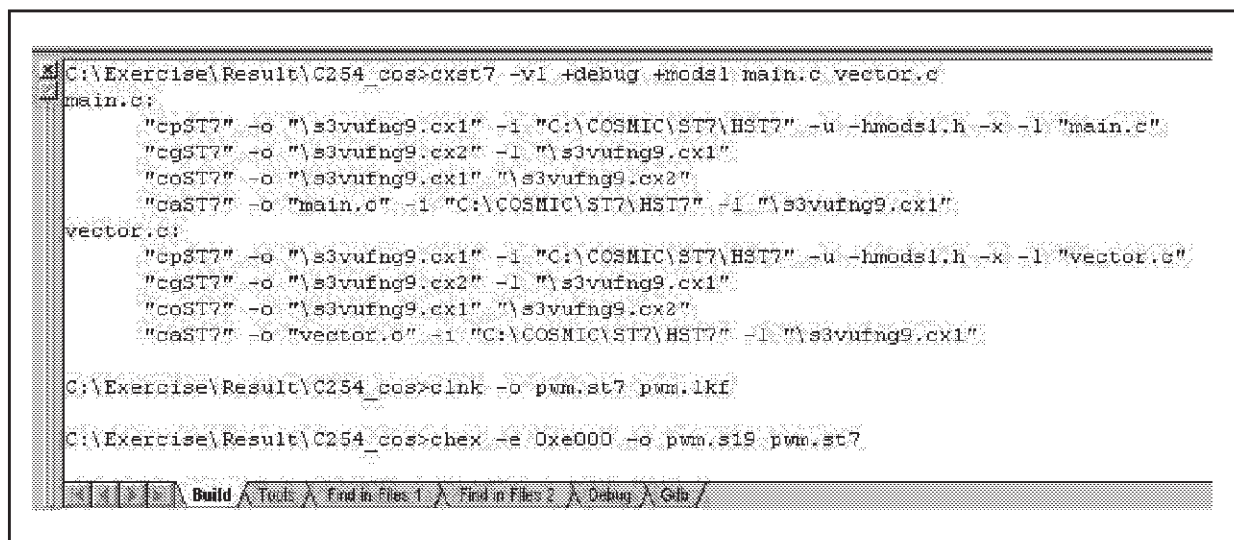 C:\Exercise\Result\C254_cos>cxst7 -vl +debug +modsl main.c vector.c
main.c:
"cpST7" -o "\s3vufng9.cx1" -i "C:\COSMIC\ST7\HST7" -u -hmodsl.h -x -l "main.c"
"cgST7" -o "\s3vufng9.cx2" -l "\s3vufng9.cx1"
"coST7" -o "\s3vufng9.cx1" "\s3vufng9.cx2"
"caST7" -o "main.o" -i "C:\COSMIC\ST7\HST7" -l "\s3vufng9.cx1"
vector.c:
"cpST7" -o "\s3vufng9.cx1" -i "C:\COSMIC\ST7\HST7" -u -hmodsl.h -x -l "vector.c"
"cgST7" -o "\s3vufng9.cx2" -l "\s3vufng9.cx1"
"coST7" -o "\s3vufng9.cx1" "\s3vufng9.cx2"
"caST7" -o "vector.o" -i "C:\COSMIC\ST7\HST7" -l "\s3vufng9.cx1"
C:\Exercise\Result\C254_cos>clnk -o pwm.st7 pwm.lkf
C:\Exercise\Result\C254_cos>chex -e 0xe000 -o pwm.s19 pwm.st7
Build Tools Find in Files 1 Find in Files 2 Debug Gdb